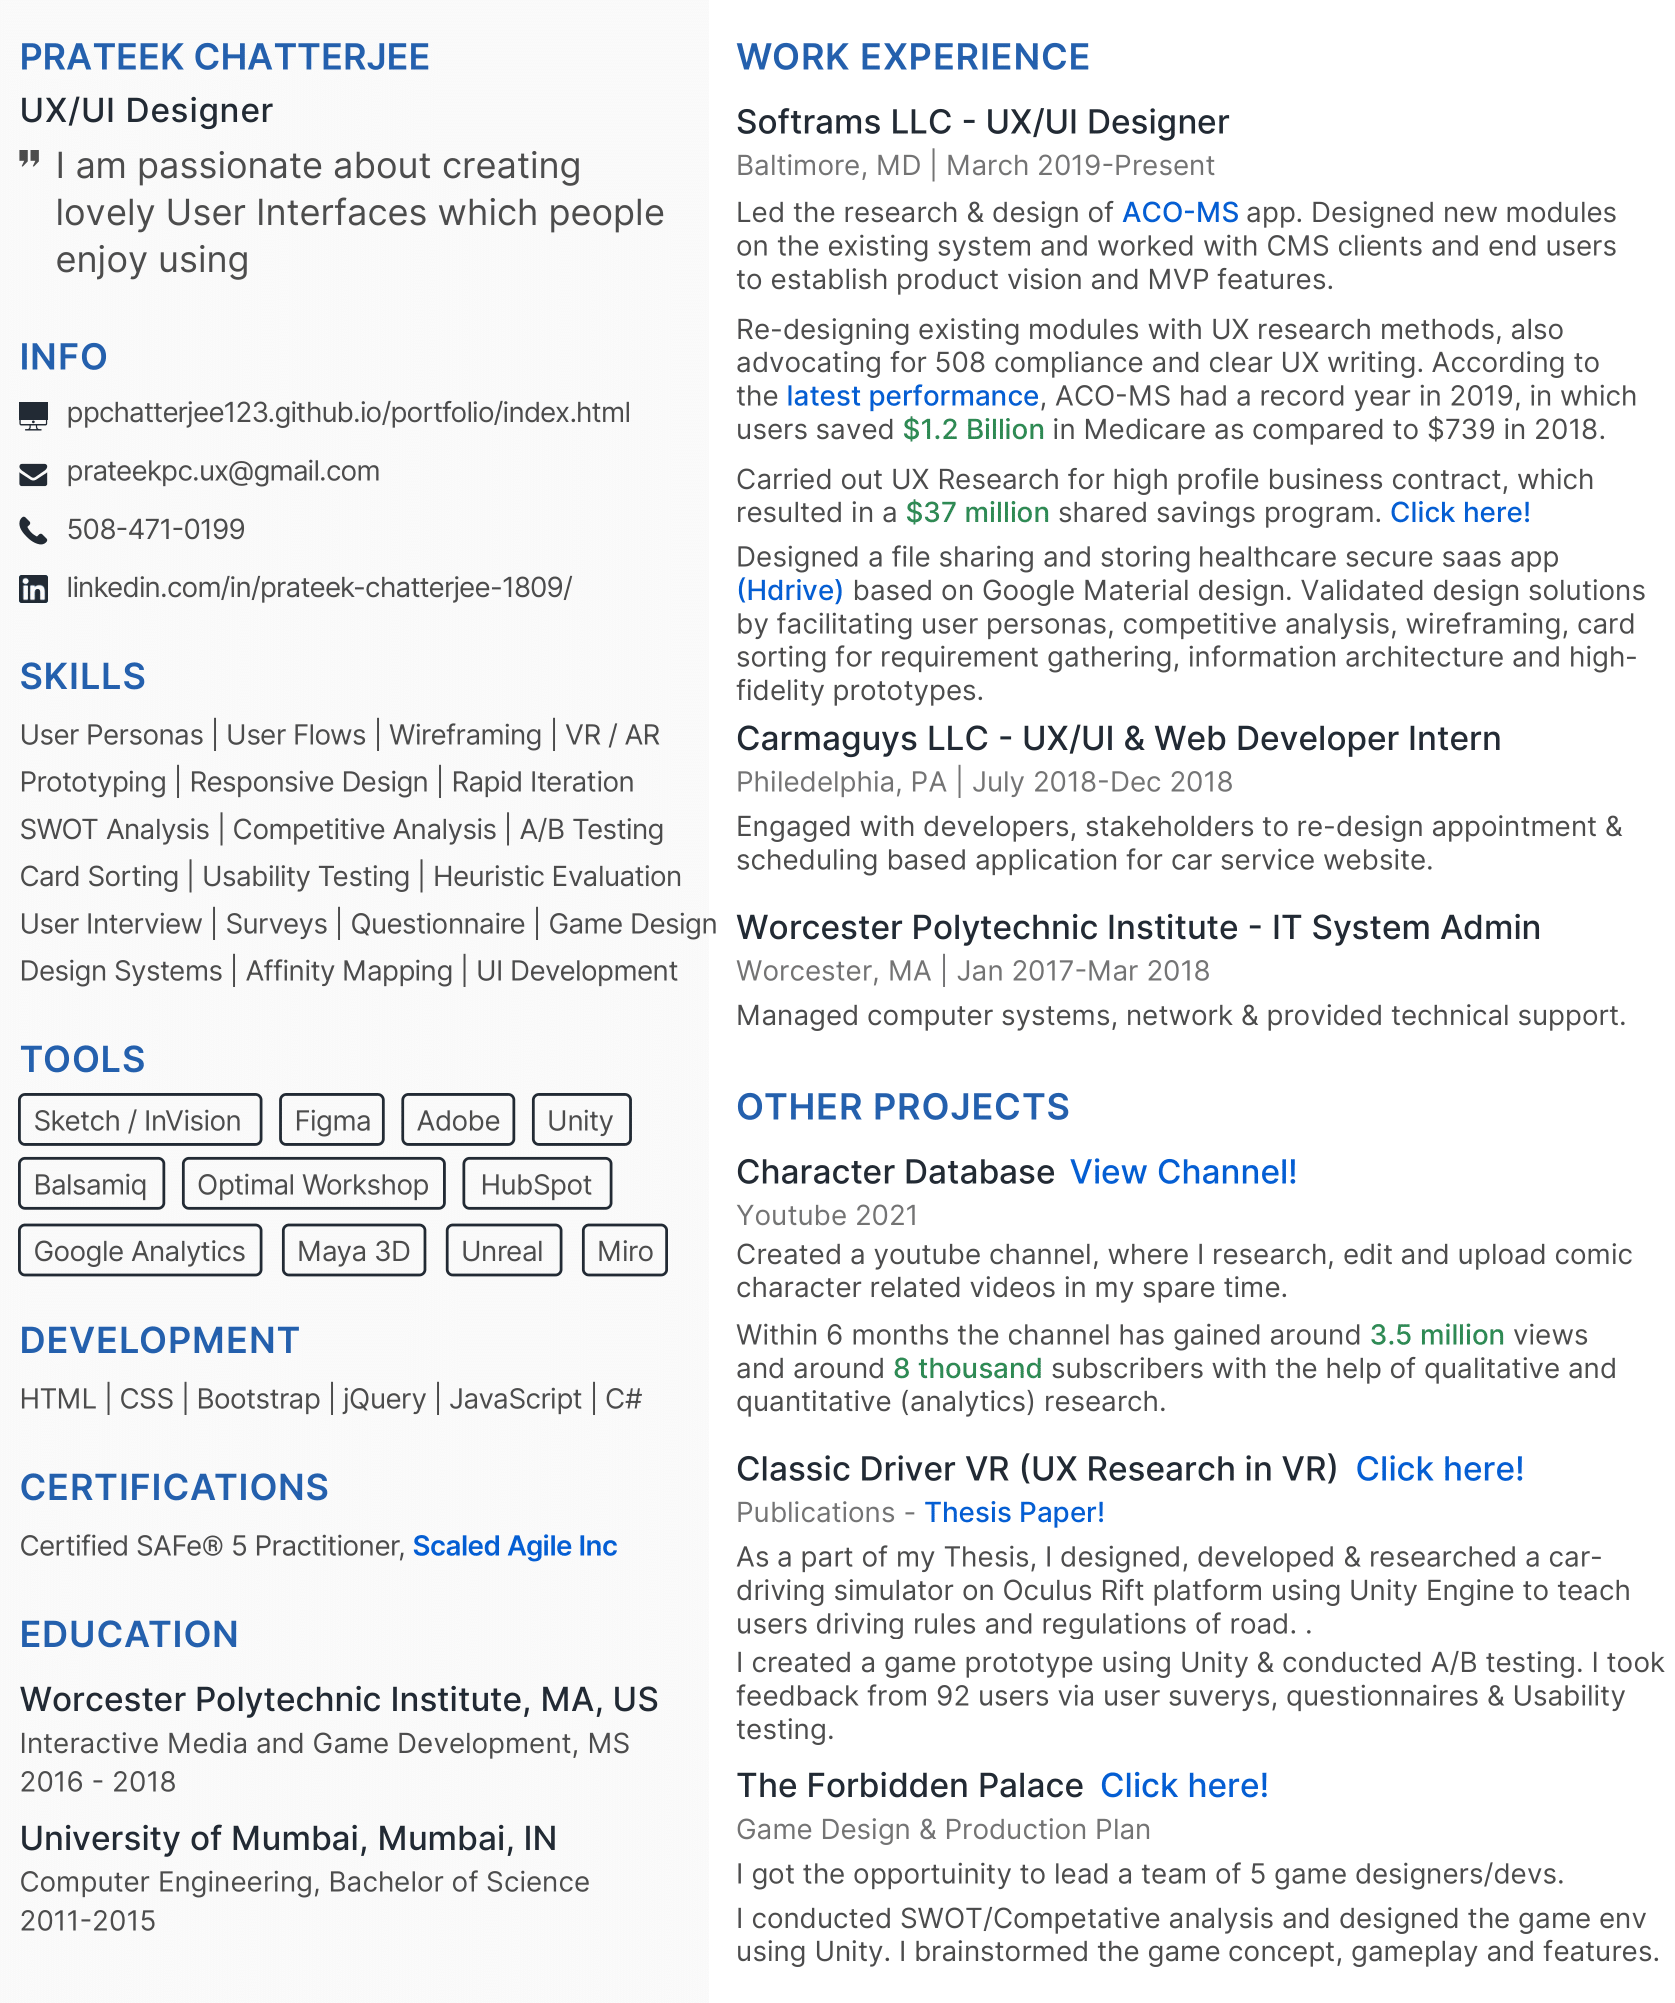 PRATEEK CHATTERJEE
UX/UI Designer
❞ I am passionate about creating
lovely User Interfaces which people
enjoy using
INFO
ppchatterjee123.github.io/portfolio/index.html
prateekpc.ux@gmail.com
508-471-0199
linkedin.com/in/prateek-chatterjee-1809/
SKILLS
User Personas | User Flows | Wireframing | VR / AR
Prototyping | Responsive Design | Rapid Iteration
SWOT Analysis | Competitive Analysis | A/B Testing
Card Sorting | Usability Testing | Heuristic Evaluation
User Interview | Surveys | Questionnaire | Game Design
Design Systems | Affinity Mapping | UI Development
TOOLS
Sketch / InVision Figma Adobe Unity
Balsamiq Optimal Workshop HubSpot
Google Analytics Maya 3D Unreal Miro
DEVELOPMENT
HTML | CSS | Bootstrap | jQuery | JavaScript | C#
CERTIFICATIONS
Certified SAFe® 5 Practitioner, Scaled Agile Inc
EDUCATION
Worcester Polytechnic Institute, MA, US
Interactive Media and Game Development, MS
2016 - 2018
University of Mumbai, Mumbai, IN
Computer Engineering, Bachelor of Science
2011-2015
WORK EXPERIENCE
Softrams LLC - UX/UI Designer
Baltimore, MD | March 2019-Present
Led the research & design of ACO-MS app. Designed new modules
on the existing system and worked with CMS clients and end users
to establish product vision and MVP features.
Re-designing existing modules with UX research methods, also
advocating for 508 compliance and clear UX writing. According to
the latest performance, ACO-MS had a record year in 2019, in which
users saved $1.2 Billion in Medicare as compared to $739 in 2018.
Carried out UX Research for high profile business contract, which
resulted in a $37 million shared savings program. Click here!
Designed a file sharing and storing healthcare secure saas app
(Hdrive) based on Google Material design. Validated design solutions
by facilitating user personas, competitive analysis, wireframing, card
sorting for requirement gathering, information architecture and high-
fidelity prototypes.
Carmaguys LLC - UX/UI & Web Developer Intern
Philedelphia, PA | July 2018-Dec 2018
Engaged with developers, stakeholders to re-design appointment &
scheduling based application for car service website.
Worcester Polytechnic Institute - IT System Admin
Worcester, MA | Jan 2017-Mar 2018
Managed computer systems, network & provided technical support.
OTHER PROJECTS
Character Database View Channel!
Youtube 2021
Created a youtube channel, where I research, edit and upload comic
character related videos in my spare time.
Within 6 months the channel has gained around 3.5 million views
and around 8 thousand subscribers with the help of qualitative and
quantitative (analytics) research.
Classic Driver VR (UX Research in VR) Click here!
Publications - Thesis Paper!
As a part of my Thesis, I designed, developed & researched a car-
driving simulator on Oculus Rift platform using Unity Engine to teach
users driving rules and regulations of road. .
I created a game prototype using Unity & conducted A/B testing. I took
feedback from 92 users via user suverys, questionnaires & Usability
testing.
The Forbidden Palace Click here!
Game Design & Production Plan
I got the opportuinity to lead a team of 5 game designers/devs.
I conducted SWOT/Competative analysis and designed the game env
using Unity. I brainstormed the game concept, gameplay and features.